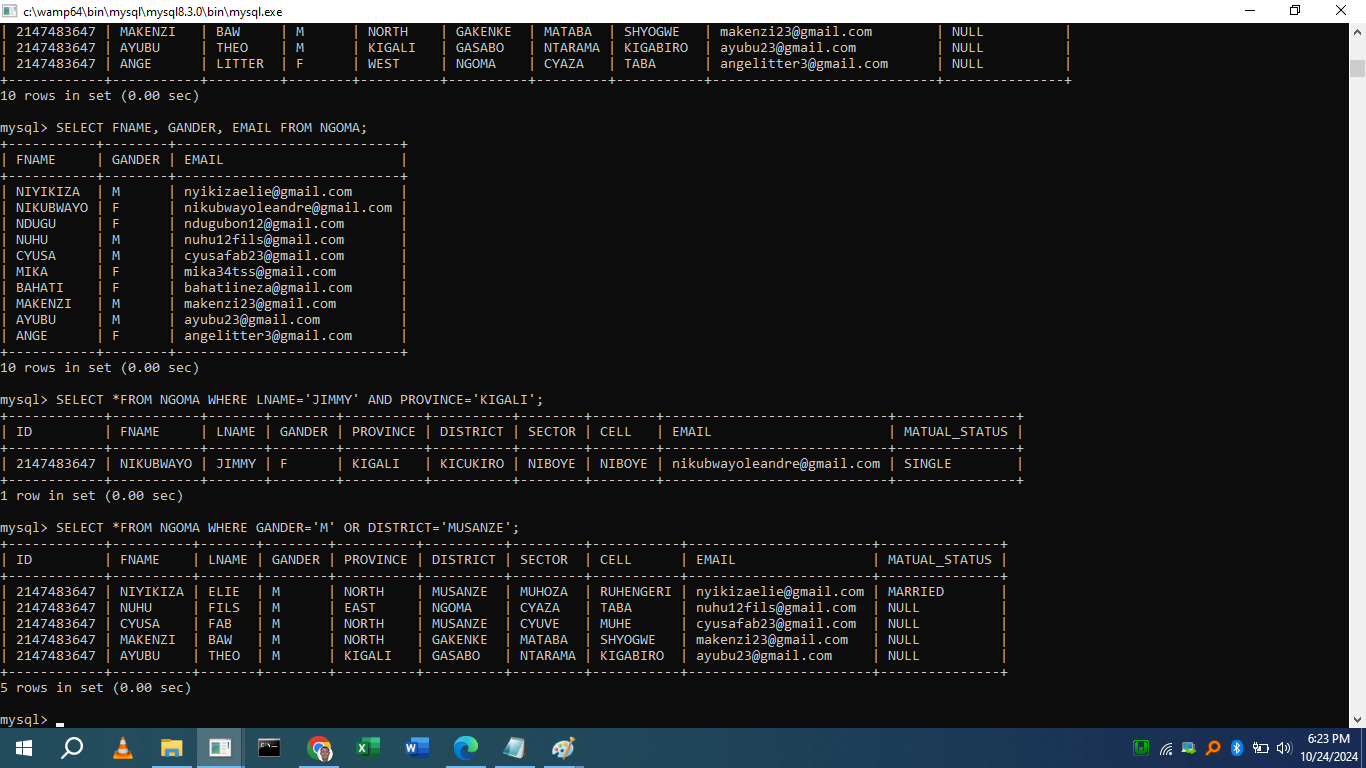 c:\wamp64\bin\mysql\mysql8.3.0\bin\mysql.exe
| 2147483647 | MAKENZI   | BAW    | M      | NORTH    | GAKENKE  | MATABA  | SHYOGWE   | makenzi23@gmail.com        | NULL          |
| 2147483647 | AYUBU     | THEO   | M      | KIGALI   | GASABO   | NTARAMA | KIGABIRO  | ayubu23@gmail.com          | NULL          |
| 2147483647 | ANGE      | LITTER | F      | WEST     | NGOMA    | CYAZA   | TABA      | angelitter3@gmail.com      | NULL          |
+------------+-----------+--------+--------+----------+----------+---------+-----------+----------------------------+---------------+
10 rows in set (0.00 sec)
mysql> SELECT FNAME, GANDER, EMAIL FROM NGOMA;
+-----------+--------+----------------------------+
| FNAME     | GANDER | EMAIL                      |
+-----------+--------+----------------------------+
| NIYIKIZA  | M      | nyikizaelie@gmail.com      |
| NIKUBWAYO | F      | nikubwayoleandre@gmail.com |
| NDUGU     | F      | ndugubon12@gmail.com       |
| NUHU      | M      | nuhu12fils@gmail.com       |
| CYUSA     | M      | cyusafab23@gmail.com       |
| MIKA      | F      | mika34tss@gmail.com        |
| BAHATI    | F      | bahatiineza@gmail.com      |
| MAKENZI   | M      | makenzi23@gmail.com        |
| AYUBU     | M      | ayubu23@gmail.com          |
| ANGE      | F      | angelitter3@gmail.com      |
+-----------+--------+----------------------------+
10 rows in set (0.00 sec)
mysql> SELECT *FROM NGOMA WHERE LNAME='JIMMY' AND PROVINCE='KIGALI';
+------------+-----------+-------+--------+----------+----------+--------+--------+----------------------------+---------------+
| ID         | FNAME     | LNAME | GANDER | PROVINCE | DISTRICT | SECTOR | CELL   | EMAIL                      | MATUAL_STATUS |
+------------+-----------+-------+--------+----------+----------+--------+--------+----------------------------+---------------+
| 2147483647 | NIKUBWAYO | JIMMY | F      | KIGALI   | KICUKIRO | NIBOYE | NIBOYE | nikubwayoleandre@gmail.com | SINGLE        |
+------------+-----------+-------+--------+----------+----------+--------+--------+----------------------------+---------------+
1 row in set (0.00 sec)
mysql> SELECT *FROM NGOMA WHERE GANDER='M' OR DISTRICT='MUSANZE';
+------------+----------+-------+--------+----------+----------+---------+-----------+-----------------------+---------------+
| ID         | FNAME    | LNAME | GANDER | PROVINCE | DISTRICT | SECTOR  | CELL      | EMAIL                 | MATUAL_STATUS |
+------------+----------+-------+--------+----------+----------+---------+-----------+-----------------------+---------------+
| 2147483647 | NIYIKIZA | ELIE  | M      | NORTH    | MUSANZE  | MUHOZA  | RUHENGERI | nyikizaelie@gmail.com | MARRIED       |
| 2147483647 | NUHU     | FILS  | M      | EAST     | NGOMA    | CYAZA   | TABA      | nuhu12fils@gmail.com  | NULL          |
| 2147483647 | CYUSA    | FAB   | M      | NORTH    | MUSANZE  | CYUVE   | MUHE      | cyusafab23@gmail.com  | NULL          |
| 2147483647 | MAKENZI  | BAW   | M      | NORTH    | GAKENKE  | MATABA  | SHYOGWE   | makenzi23@gmail.com   | NULL          |
| 2147483647 | AYUBU    | THEO  | M      | KIGALI   | GASABO   | NTARAMA | KIGABIRO  | ayubu23@gmail.com     | NULL          |
+------------+----------+-------+--------+----------+----------+---------+-----------+-----------------------+---------------+
5 rows in set (0.00 sec)
mysql> _
6:23 PM
10/24/2024